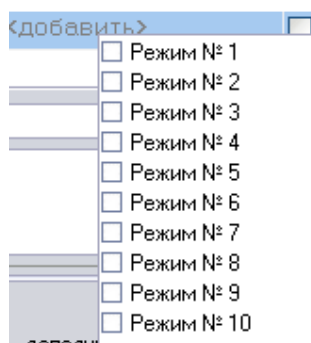 <добавить>
Режим № 1
Режим № 2
Режим № 3
Режим № 4
Режим № 5
Режим № 6
Режим № 7
Режим № 8
Режим № 9
Режим № 10